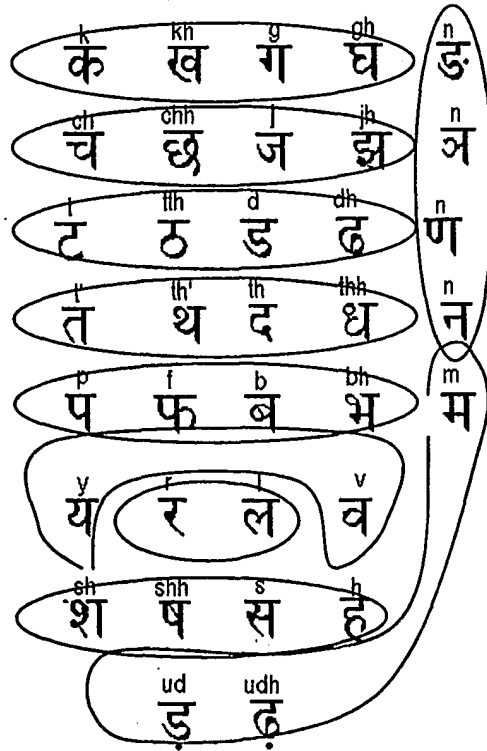 k kh g gh n
क ख ग घ ङ
ch chh j jh n
च छ ज झ ञ
t tth d dh n
ट ठ ड ढ ण
t' th' th thh n
त थ द ध न
p f b bh m
प फ ब भ म
y r l v
य र ल व
sh shh s h
श ष स ह
ud udh
ड़ ढ़